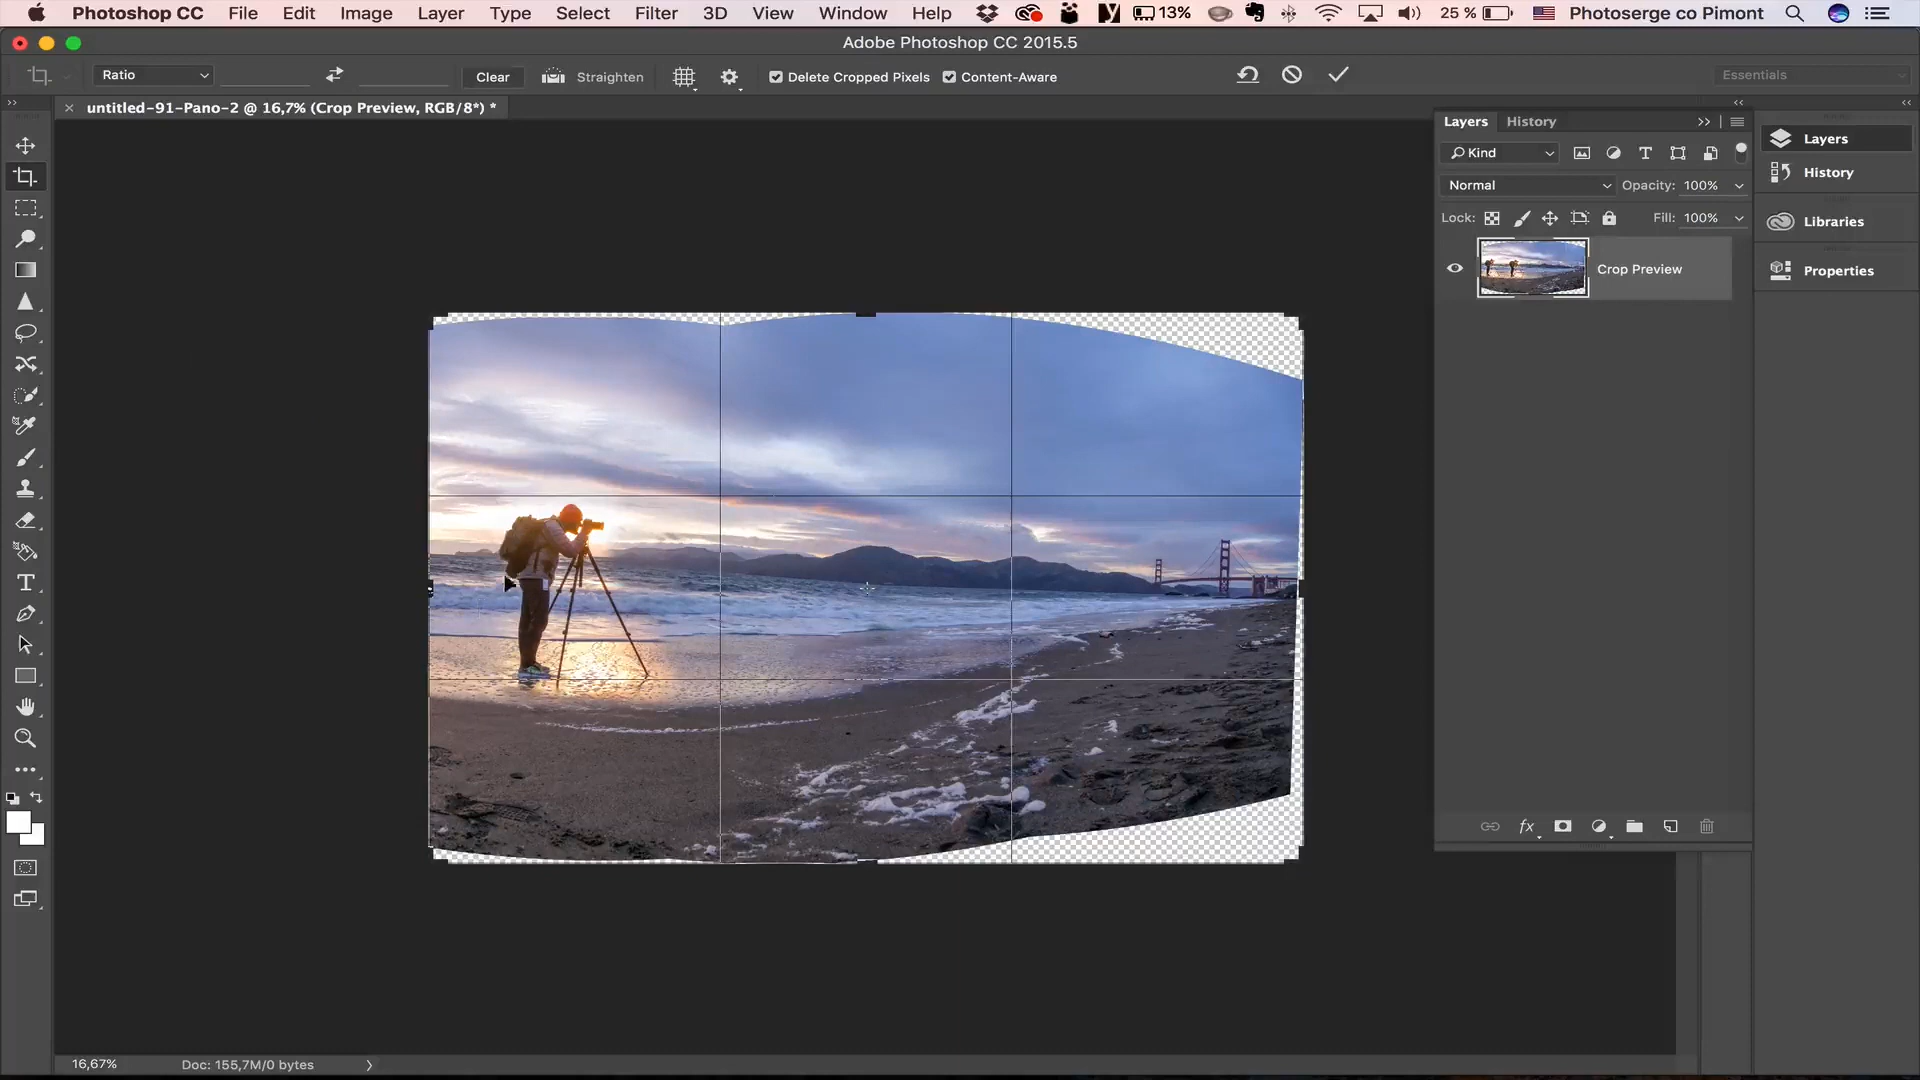 Photoshop CC File Edit Image Layer Type Select Filter 3D View Window Help 13% 25 % Photoserge co Pimont
Adobe Photoshop CC 2015.5
Ratio Clear Straighten Delete Cropped Pixels Content-Aware Essentials
untitled-91-Pano-2 @ 16,7% (Crop Preview, RGB/8*) *
Layers History
Kind
Normal Opacity: 100%
Lock: Fill: 100%
Crop Preview
fx
Layers
History
Libraries
Properties
16,67% Doc: 155,7M/0 bytes